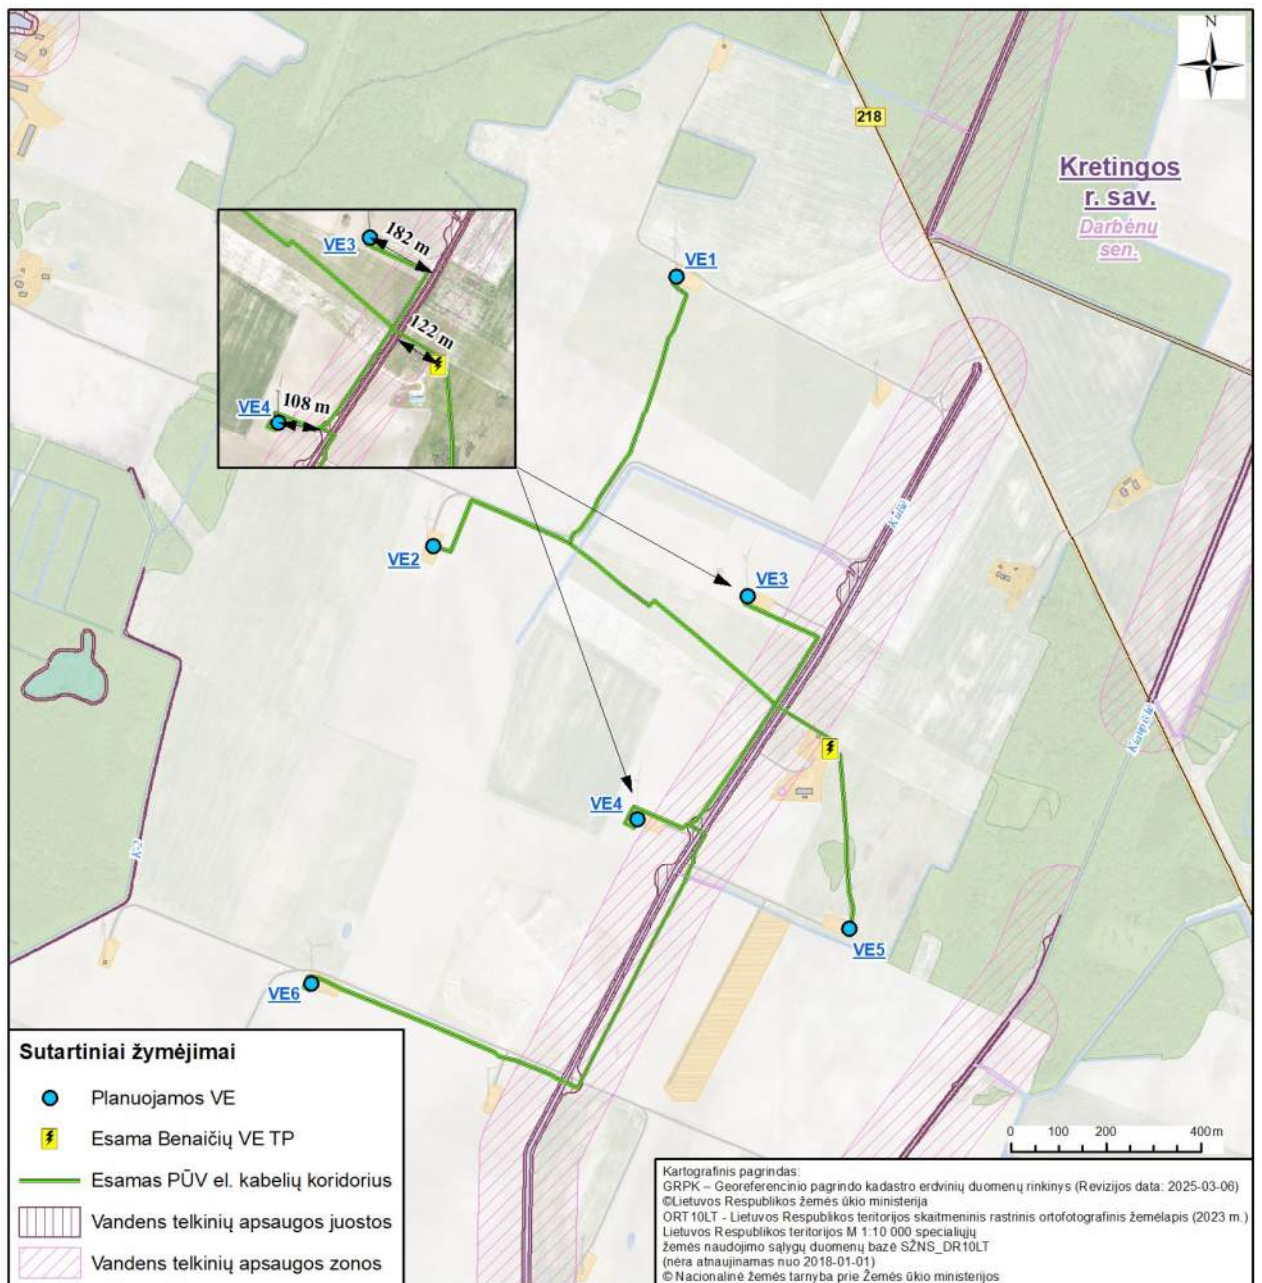 N
218
Kretingos
r. sav.
Darbėnų
sen.
VE3
182 m
122 m
VE4
108 m
VE1
Kulšė
VE2
VE3
Kiaupišķė
VE4
K-2
VE5
VE6
0 100 200 400 m
Sutartiniai žymėjimai
Planuojamos VE
Esama Benaičių VE TP
Esamas PŪV el. kabelių koridorius
Vandens telkinių apsaugos juostos
Vandens telkinių apsaugos zonos
Kartografinis pagrindas:
GRPK – Georeferencinio pagrindo kadastro erdvinių duomenų rinkinys (Revizijos data: 2025-03-06)
©Lietuvos Respublikos žemės ūkio ministerija
ORT10LT - Lietuvos Respublikos teritorijos skaitmeninis rastrinis ortofotografinis žemėlapis (2023 m.)
Lietuvos Respublikos teritorijos M 1:10 000 specialiųjų
žemės naudojimo sąlygų duomenų bazė SŽNS_DR10LT
(nėra atnaujinamas nuo 2018-01-01)
© Nacionalinė žemės tarnyba prie Žemės ūkio ministerijos